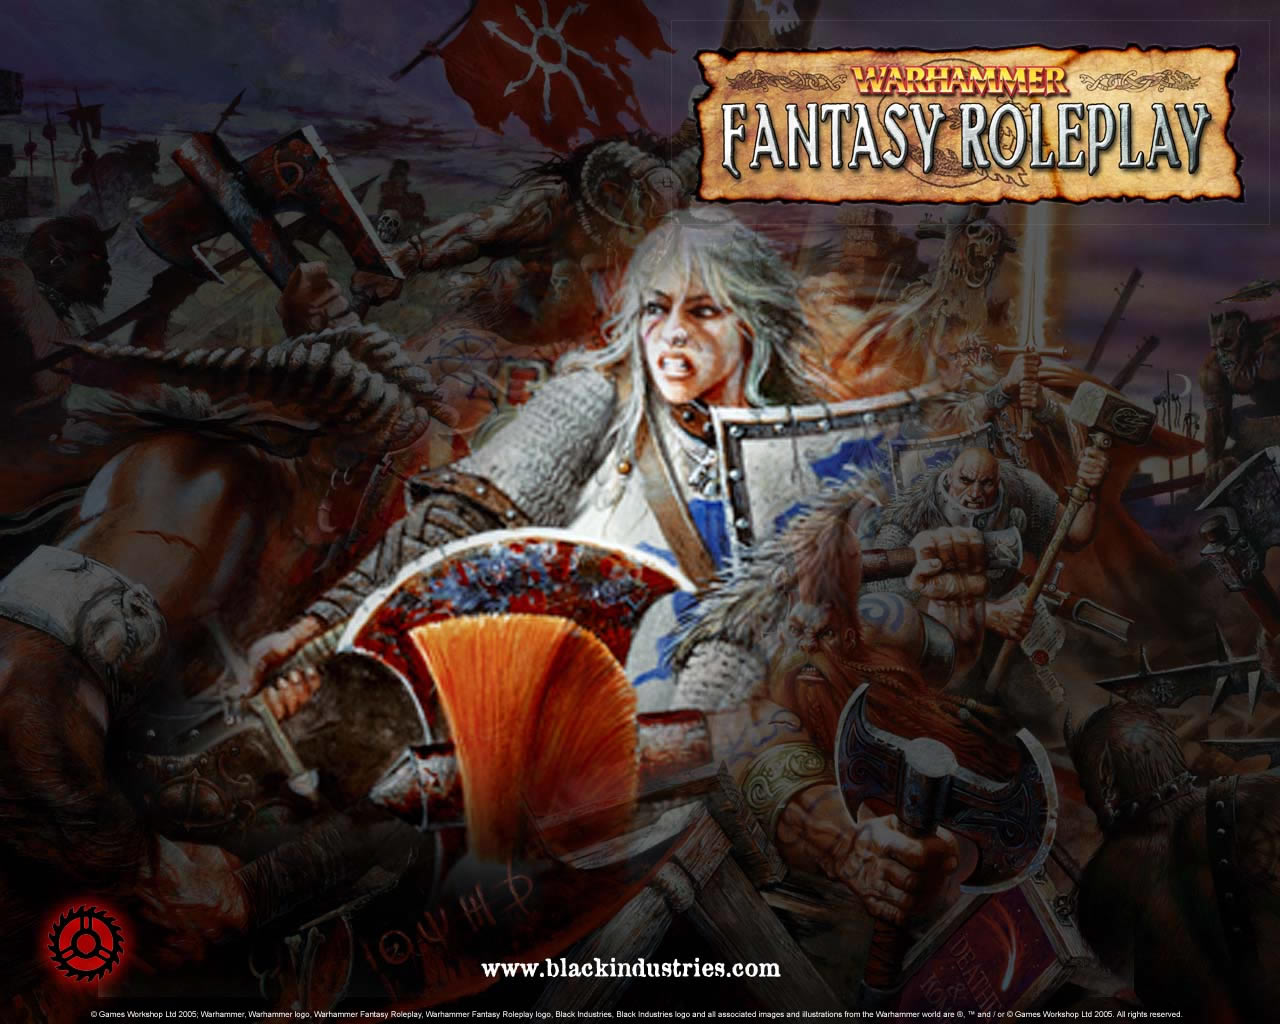 WARHAMMER
FANTASY ROLEPLAY
DEATH
&
www.blackindustries.com
© Games Workshop Ltd 2005; Warhammer, Warhammer logo, Warhammer Fantasy Roleplay, Warhammer Fantasy Roleplay logo, Black Industries, Black Industries logo and all associated images and illustrations from the Warhammer world are ®, ™ and / or © Games Workshop Ltd 2005. All rights reserved.